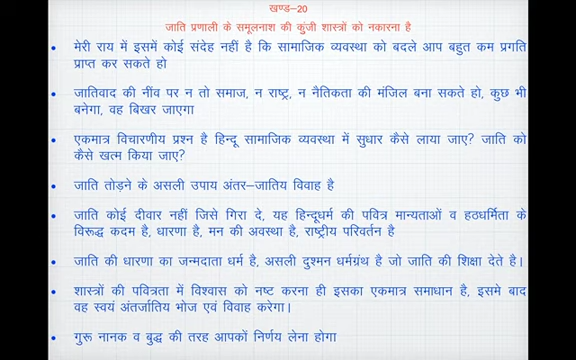 खण्ड–20
जाति प्रणाली के समूलनाश की कुंजी शास्त्रों को नकारना है
• मेरी राय में इसमें कोई संदेह नहीं है कि सामाजिक व्यवस्था को बदले आप बहुत कम प्रगति
प्राप्त कर सकते हो
• जातिवाद की नींव पर न तो समाज, न राष्ट्र, न नैतिकता की मंजिल बना सकते हो, कुछ भी
बनेगा, वह बिखर जाएगा
• एकमात्र विचारणीय प्रश्न है हिन्दू सामाजिक व्यवस्था में सुधार कैसे लाया जाए? जाति को
कैसे खत्म किया जाए?
• जाति तोड़ने के असली उपाय अंतर–जातिय विवाह है
• जाति कोई दीवार नहीं जिसे गिरा दे, यह हिन्दूधर्म की पवित्र मान्यताओं व हठधर्मिता के
विरूद्ध कदम है, धारणा है, मन की अवस्था है, राष्ट्रीय परिवर्तन है
• जाति की धारणा का जन्मदाता धर्म है, असली दुश्मन धर्मग्रंथ है जो जाति की शिक्षा देते है।
• शास्त्रों की पवित्रता में विश्वास को नष्ट करना ही इसका एकमात्र समाधान है, इसमे बाद
वह स्वयं अंतर्जातिय भोज एवं विवाह करेगा।
• गुरू नानक व बुद्ध की तरह आपकों निर्णय लेना होगा